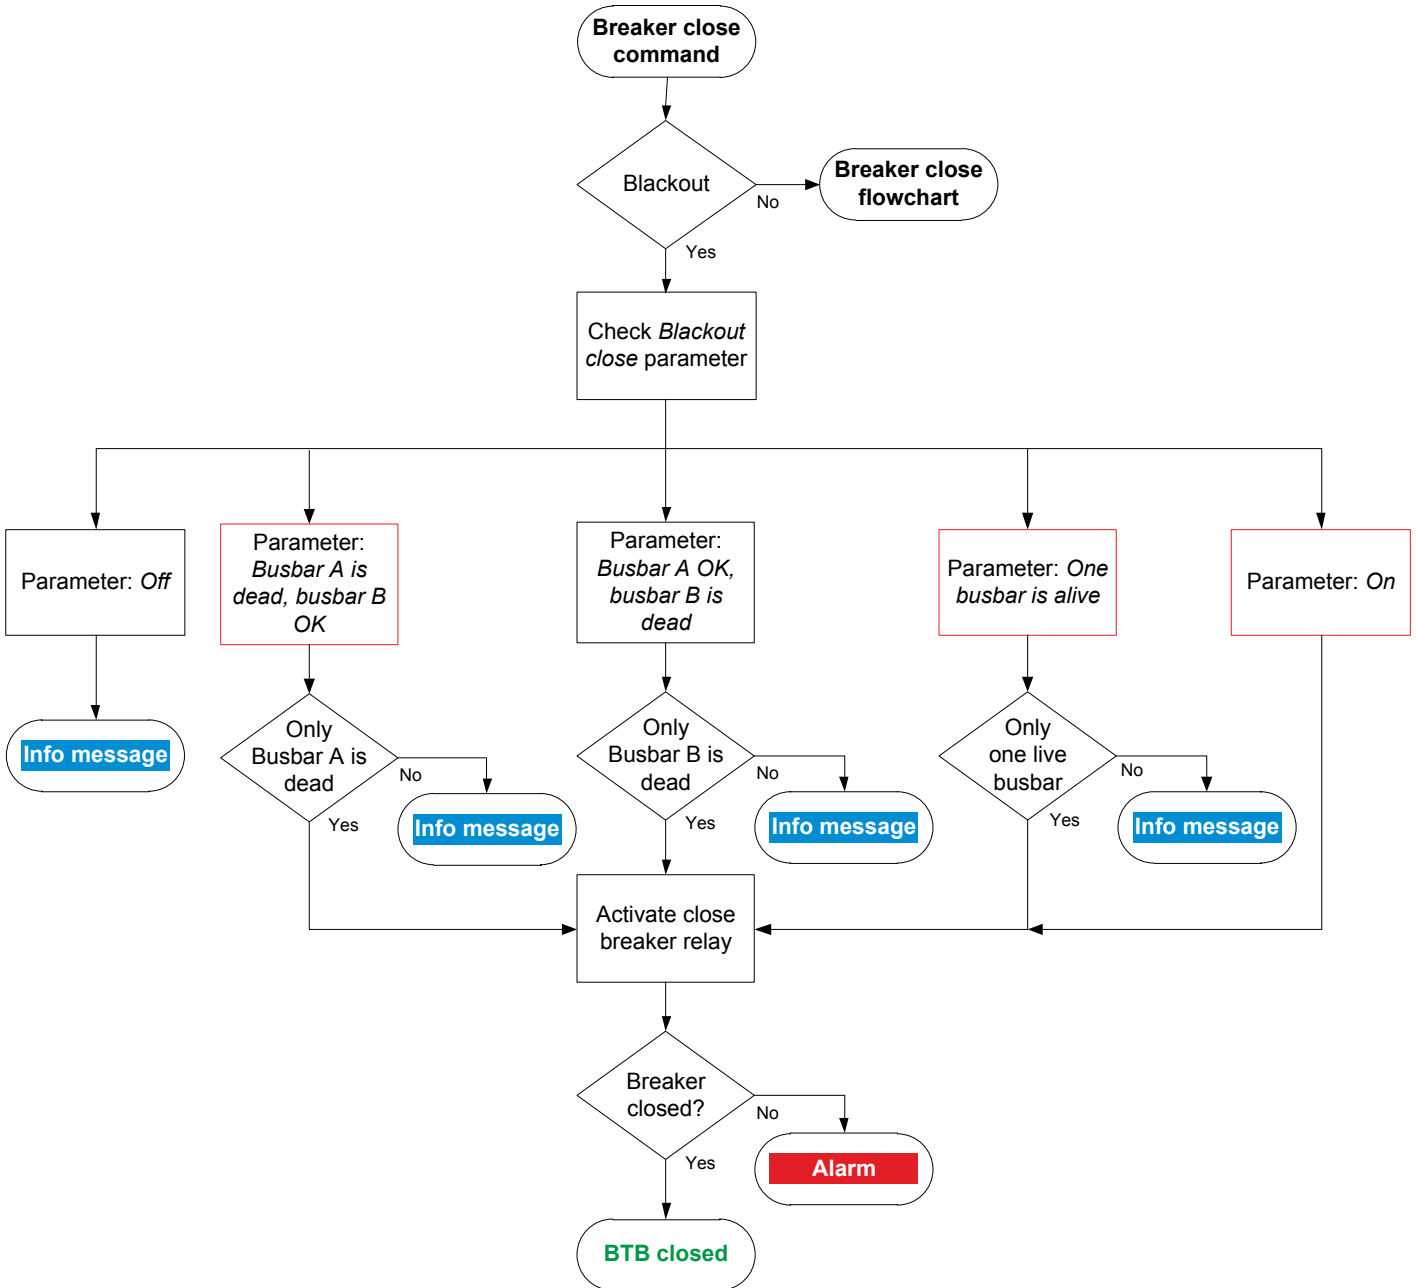 Breaker close
command
Blackout
No
Breaker close
flowchart
Yes
Check Blackout
close parameter
Parameter: Off
Parameter:
Busbar A is
dead, busbar B
OK
Parameter:
Busbar A OK,
busbar B is
dead
Parameter: One
busbar is alive
Parameter: On
Info message
Only
Busbar A is
dead
No
Yes
Info message
Only
Busbar B is
dead
No
Yes
Info message
Only
one live
busbar
No
Yes
Info message
Activate close
breaker relay
Breaker
closed?
No
Yes
Alarm
BTB closed